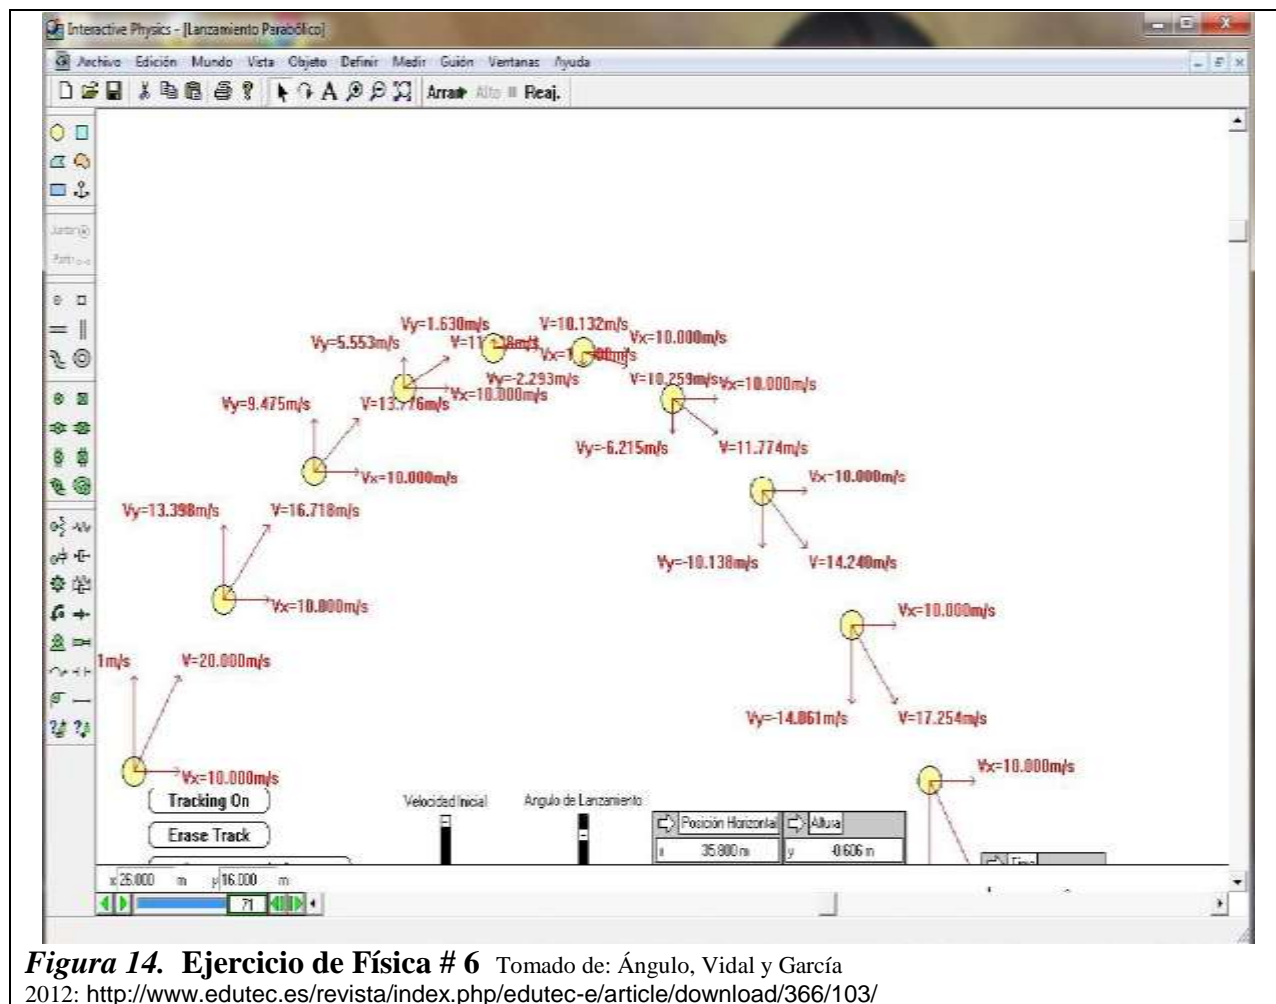 Interactive Physics - [Lanzamiento Parabólico]
Archivo Edición Mundo Vista Objeto Definir Medir Guión Ventanas Ayuda
A Arrar Alto Reaj.
Juntar
Vy=1.630m/s V=10.132m/s
Vy=5.553m/s Vx=10.000m/s
Vy=-2.293m/s V=10.259m/s Vx=10.000m/s
Vx=10.000m/s
Vy=9.475m/s V=13.776m/s
Vy=-6.215m/s V=11.774m/s
Vx=10.000m/s Vx=10.000m/s
Vy=13.398m/s V=16.718m/s
Vy=-10.138m/s V=14.240m/s
Vx=10.000m/s Vx=10.000m/s
1m/s V=20.000m/s
Vy=-14.061m/s V=17.254m/s
Vx=10.000m/s Vx=10.000m/s
Tracking On Velocidad Inicial Angulo de Lanzamiento
Posición Horizontal Altura
Erase Track
x 35.800 m y -0.606 m
x 26.000 m y 16.000 m
71
Figura 14. Ejercicio de Física # 6 Tomado de: Ángulo, Vidal y García
2012: http://www.edutec.es/revista/index.php/edutec-e/article/download/366/103/